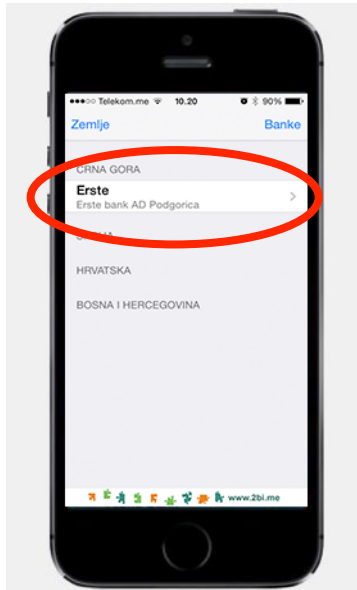 Telekom.me 10.20 90%
Zemlje Banke
CRNA GORA
Erste
Erste bank AD Podgorica
HRVATSKA
BOSNA I HERCEGOVINA
www.2bi.me